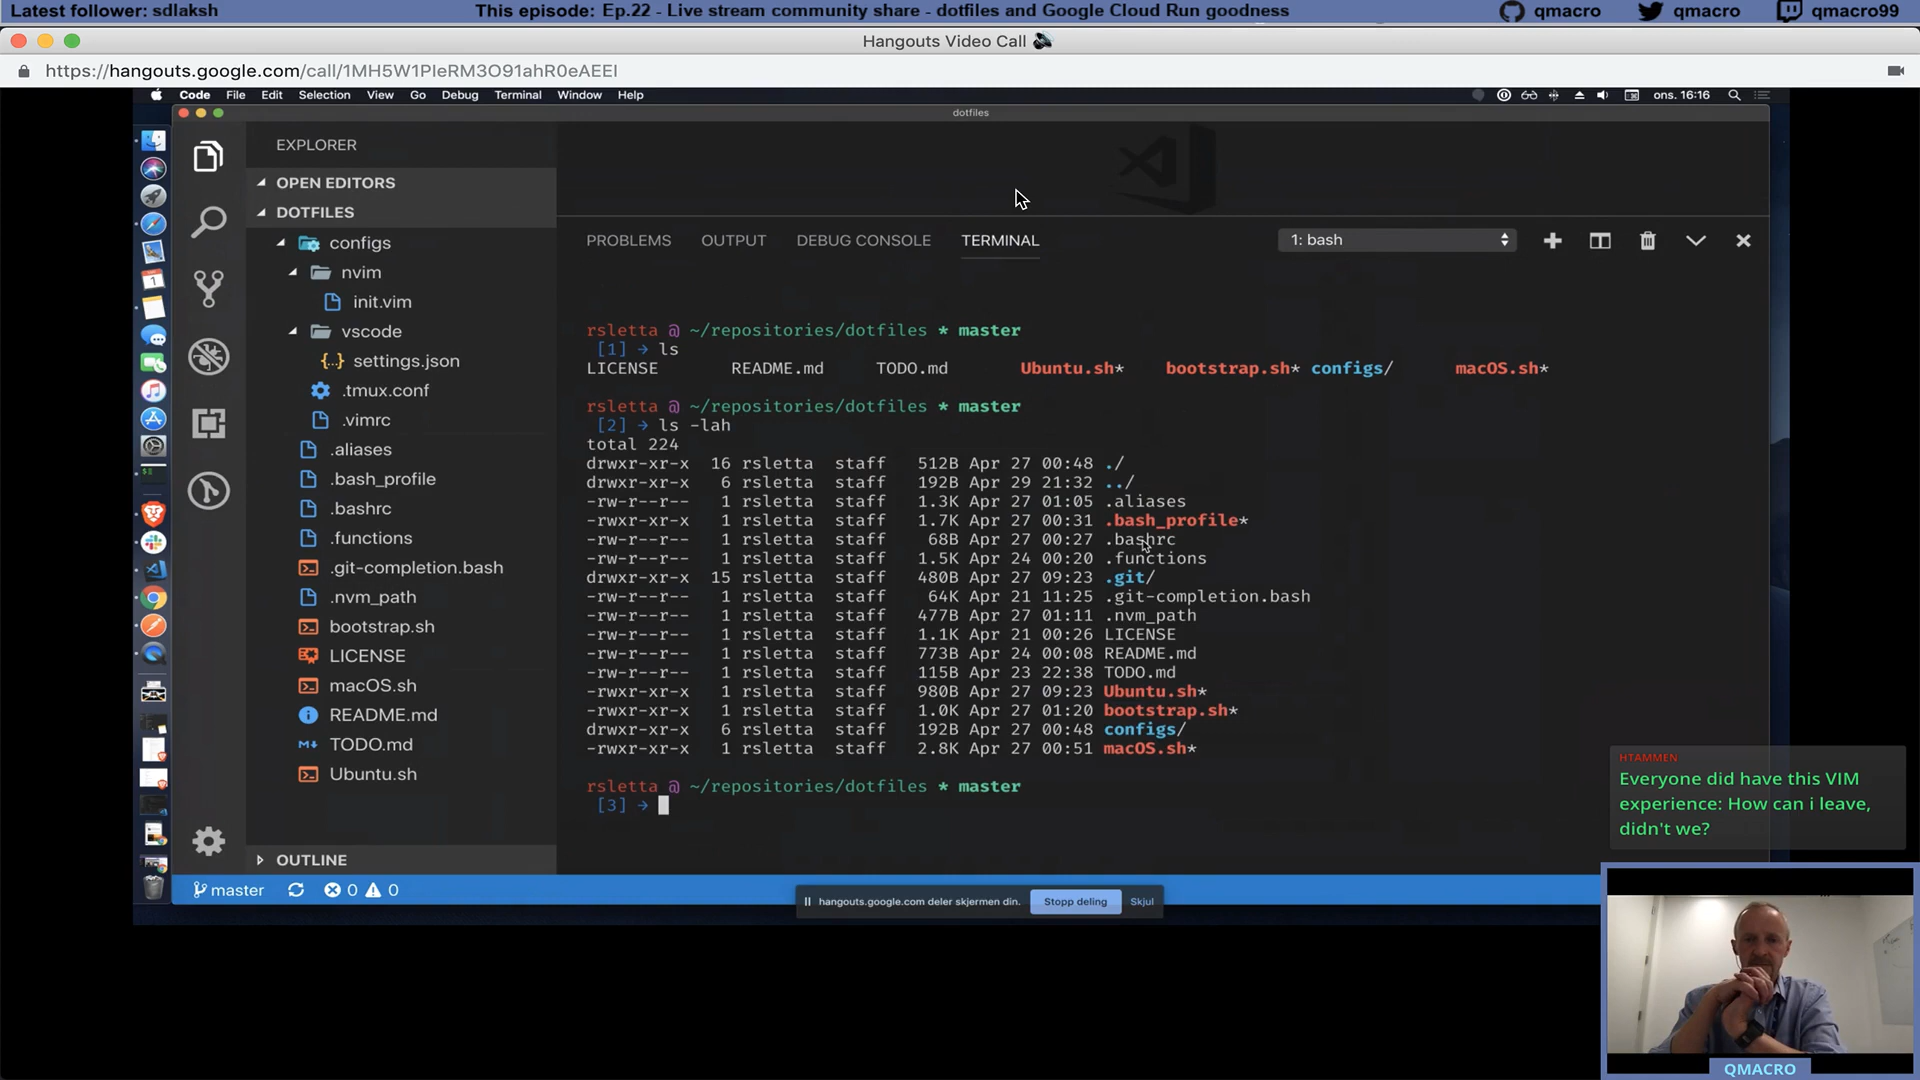 Latest follower: sdlaksh
This episode: Ep.22 - Live stream community share - dotfiles and Google Cloud Run goodness
qmacro
qmacro
qmacro99
Hangouts Video Call
https://hangouts.google.com/call/1MH5W1PIeRM3O91ahR0eAEEI
Code File Edit Selection View Go Debug Terminal Window Help
ons. 16:16
dotfiles
EXPLORER
OPEN EDITORS
DOTFILES
configs
nvim
init.vim
vscode
{..} settings.json
.tmux.conf
.vimrc
.aliases
.bash_profile
.bashrc
.functions
.git-completion.bash
.nvm_path
bootstrap.sh
LICENSE
macOS.sh
README.md
TODO.md
Ubuntu.sh
OUTLINE
PROBLEMS OUTPUT DEBUG CONSOLE TERMINAL
1: bash
rsletta @ ~/repositories/dotfiles * master
[1] → ls
LICENSE README.md TODO.md Ubuntu.sh* bootstrap.sh* configs/ macOS.sh*
rsletta @ ~/repositories/dotfiles * master
[2] → ls -lah
total 224
drwxr-xr-x 16 rsletta staff 512B Apr 27 00:48 ./
drwxr-xr-x 6 rsletta staff 192B Apr 29 21:32 ../
-rw-r--r-- 1 rsletta staff 1.3K Apr 27 01:05 .aliases
-rwxr-xr-x 1 rsletta staff 1.7K Apr 27 00:31 .bash_profile*
-rw-r--r-- 1 rsletta staff 68B Apr 27 00:27 .bashrc
-rw-r--r-- 1 rsletta staff 1.5K Apr 24 00:20 .functions
drwxr-xr-x 15 rsletta staff 480B Apr 27 09:23 .git/
-rw-r--r-- 1 rsletta staff 64K Apr 21 11:25 .git-completion.bash
-rw-r--r-- 1 rsletta staff 477B Apr 27 01:11 .nvm_path
-rw-r--r-- 1 rsletta staff 1.1K Apr 21 00:26 LICENSE
-rw-r--r-- 1 rsletta staff 773B Apr 24 00:08 README.md
-rw-r--r-- 1 rsletta staff 115B Apr 23 22:38 TODO.md
-rwxr-xr-x 1 rsletta staff 980B Apr 27 09:23 Ubuntu.sh*
-rwxr-xr-x 1 rsletta staff 1.0K Apr 27 01:20 bootstrap.sh*
drwxr-xr-x 6 rsletta staff 192B Apr 27 00:48 configs/
-rwxr-xr-x 1 rsletta staff 2.8K Apr 27 00:51 macOS.sh*
rsletta @ ~/repositories/dotfiles * master
[3] →
master 0 0
hangouts.google.com deler skjermen din. Stopp deling Skjul
HTAMMEN
Everyone did have this VIM
experience: How can i leave,
didn't we?
QMACRO